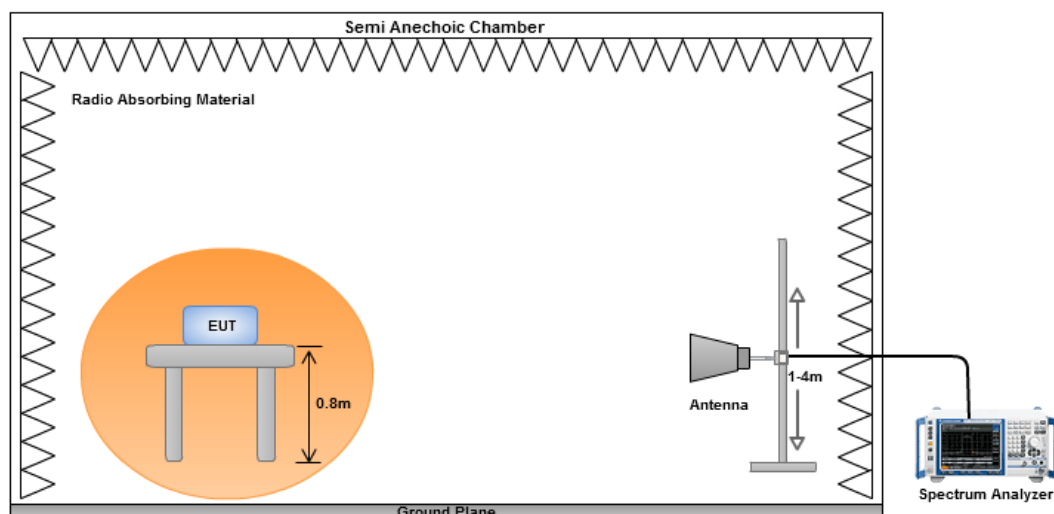 Semi Anechoic Chamber
Radio Absorbing Material
EUT
0.8m
1-4m
Antenna
Spectrum Analyzer
Ground Plane